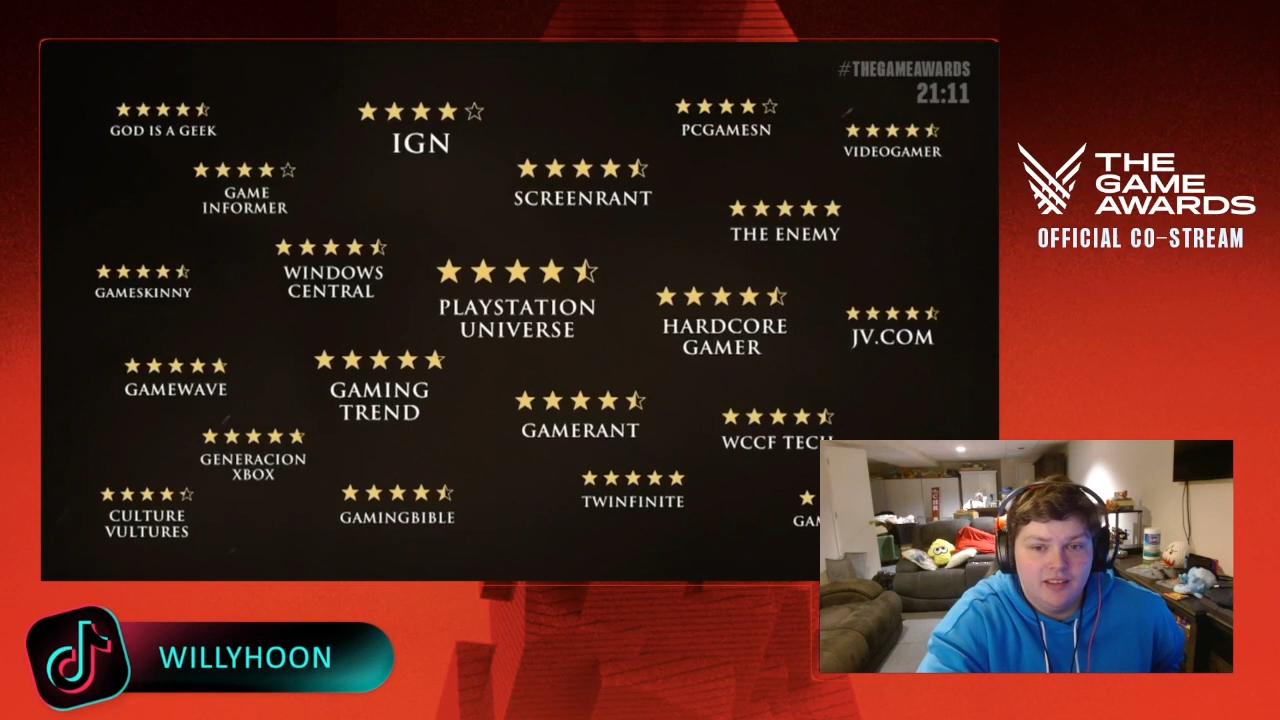 #THEGAMEAWARDS
21:11
GOD IS A GEEK
IGN
PCGAMESN
VIDEOGAMER
GAME
INFORMER
SCREENRANT
THE ENEMY
WINDOWS
CENTRAL
GAMESKINNY
PLAYSTATION
UNIVERSE
HARDCORE
GAMER
JV.COM
GAMEWAVE
GAMING
TREND
GAMERANT
WCCF TECH
GENERACION
XBOX
TWINFINITE
CULTURE
VULTURES
GAMINGBIBLE
THE
GAME
AWARDS
OFFICIAL CO-STREAM
WILLYHOON